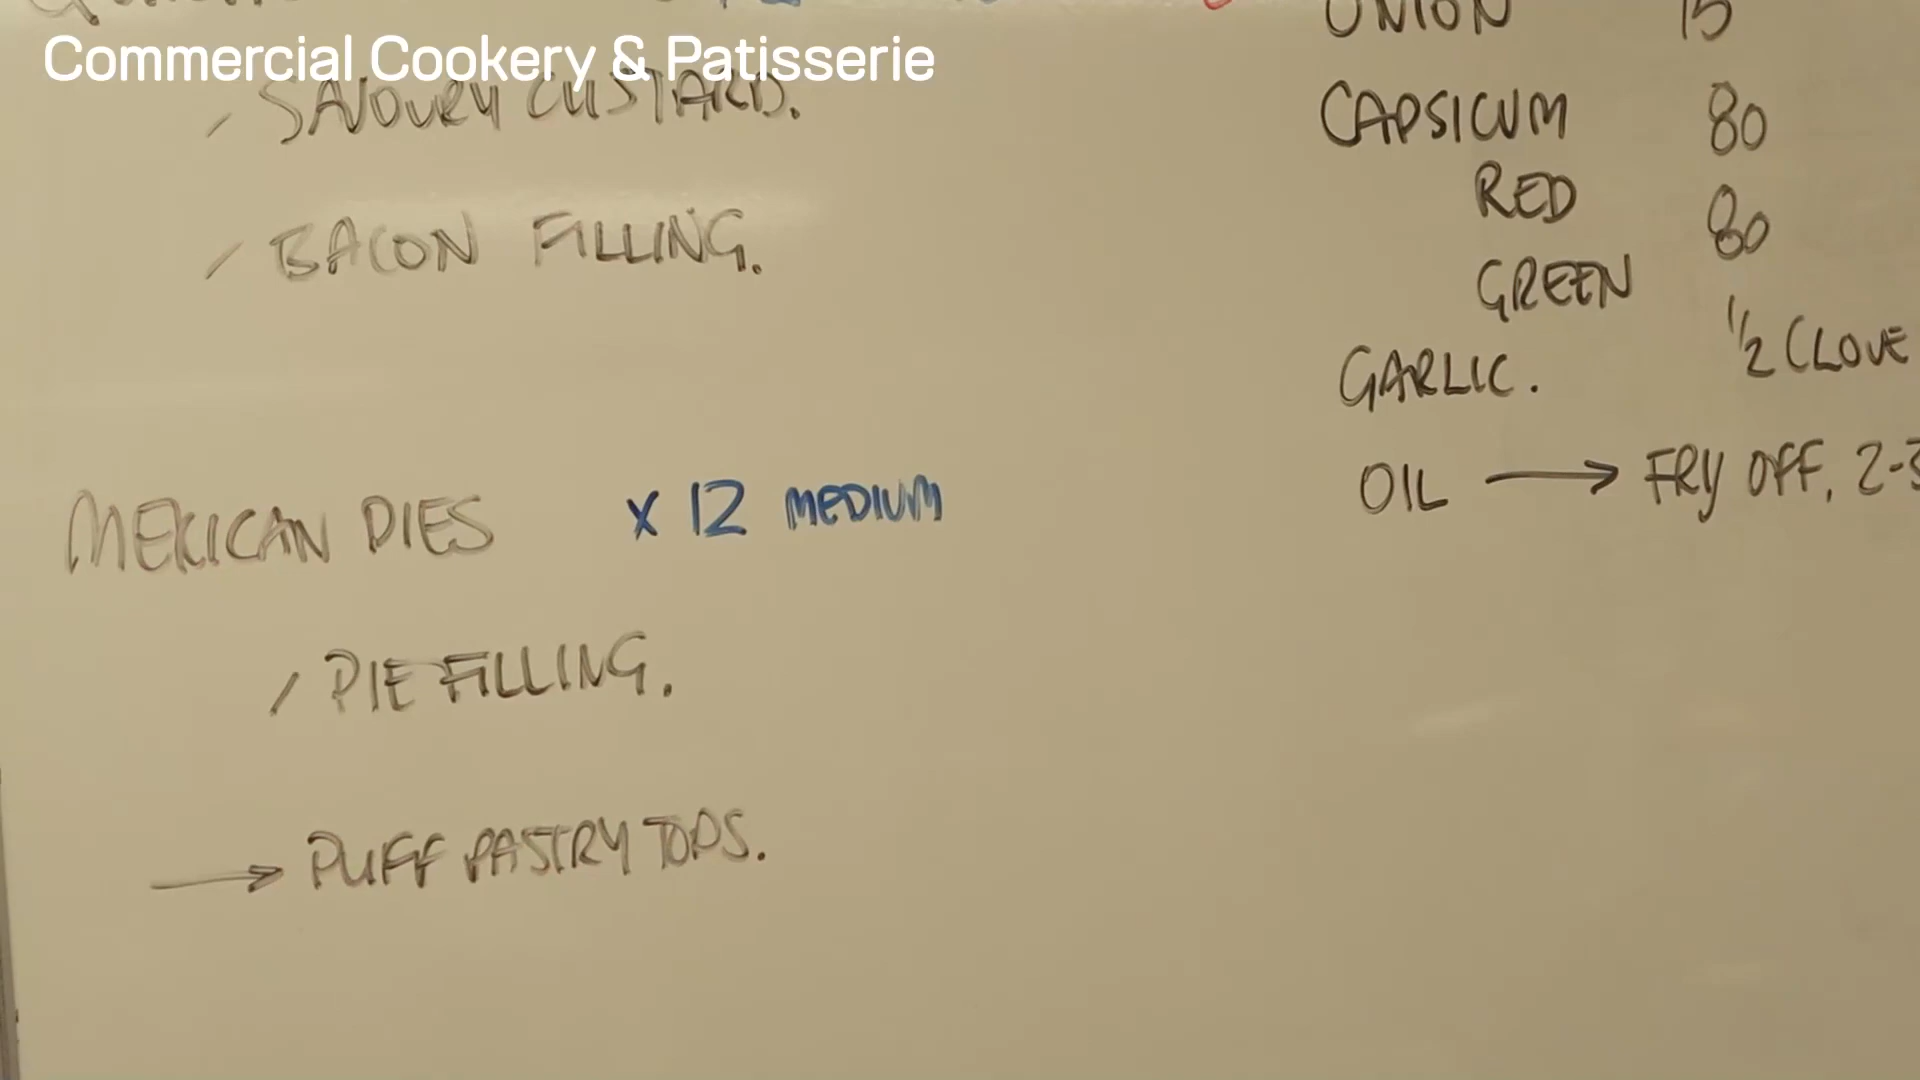 Commercial Cookery & Patisserie
/ SAVOURY CUSTARD.
/ BACON FILLING.
MEXICAN PIES x 12 MEDIUM
/ PIE FILLING.
→ PUFF PASTRY TOPS.
ONION 15
CAPSICUM 80
RED
80
GREEN
1/2 CLOVE
GARLIC.
OIL → FRY OFF, 2-3